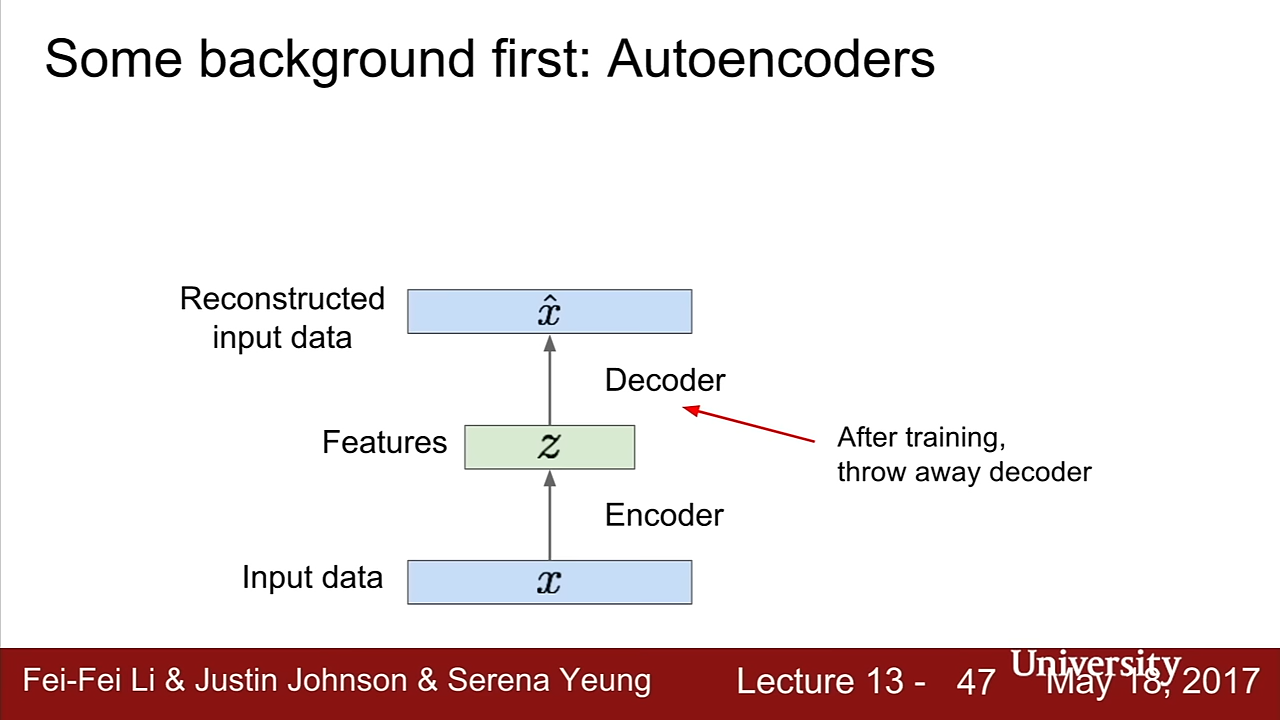 Some background first: Autoencoders
Reconstructed
input data
x̂
Decoder
After training,
throw away decoder
Features
z
Encoder
Input data
x
Fei-Fei Li & Justin Johnson & Serena Yeung
Lecture 13 - 47
University
May 18, 2017